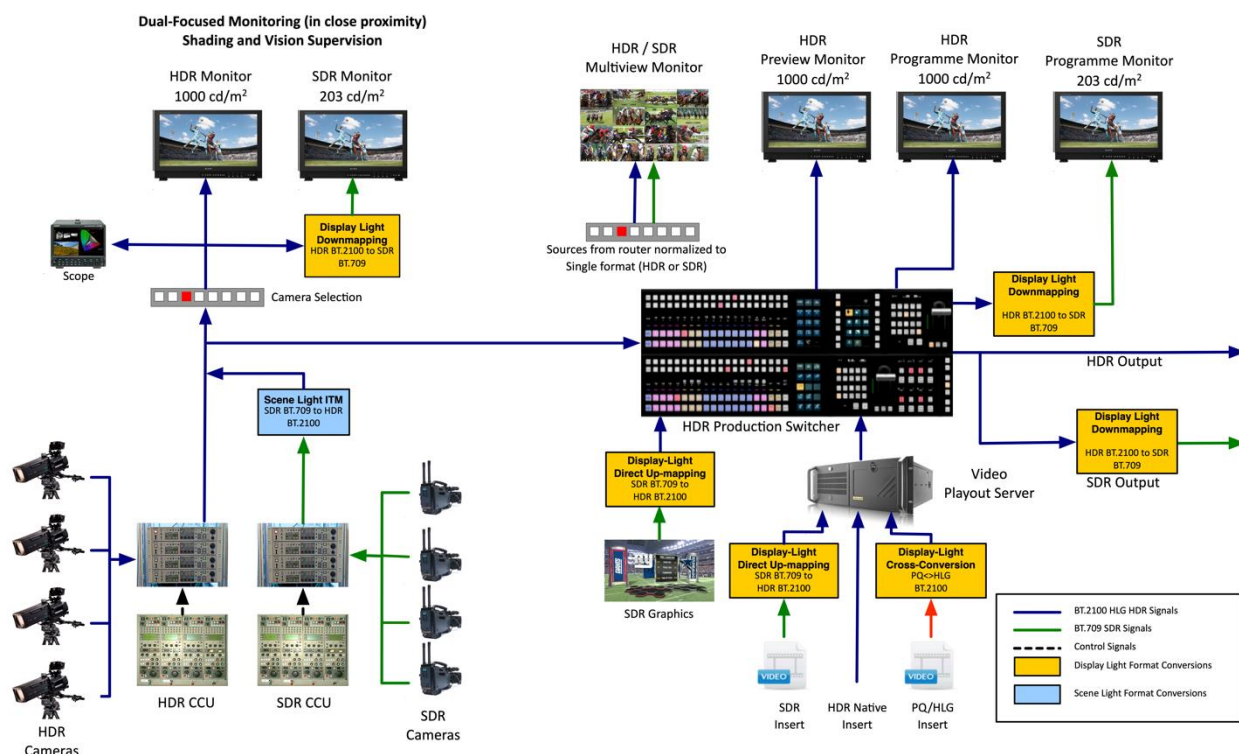 Dual-Focused Monitoring (in close proximity)
Shading and Vision Supervision
HDR Monitor
1000 cd/m²
SDR Monitor
203 cd/m²
HDR / SDR
Multiview Monitor
HDR
Preview Monitor
1000 cd/m²
HDR
Programme Monitor
1000 cd/m²
SDR
Programme Monitor
203 cd/m²
Scope
Display Light
Downmapping
HDR BT.2100 to SDR
BT.709
Camera Selection
Sources from router normalized to
Single format (HDR or SDR)
Display Light
Downmapping
HDR BT.2100 to SDR
BT.709
HDR Output
Scene Light ITM
SDR BT.709 to HDR
BT.2100
HDR Production Switcher
Display Light
Downmapping
HDR BT.2100 to SDR
BT.709
SDR Output
Display-Light
Direct Up-mapping
SDR BT.709 to
HDR BT.2100
Video
Playout Server
SDR Graphics
Display-Light
Direct Up-mapping
SDR BT.709 to
HDR BT.2100
Display-Light
Cross-Conversion
PQ<>HLG
BT.2100
VIDEO
VIDEO
SDR
Insert
HDR Native
Insert
PQ/HLG
Insert
HDR CCU
SDR CCU
HDR
Cameras
SDR
Cameras
BT.2100 HLG HDR Signals
BT.709 SDR Signals
Control Signals
Display Light Format Conversions
Scene Light Format Conversions